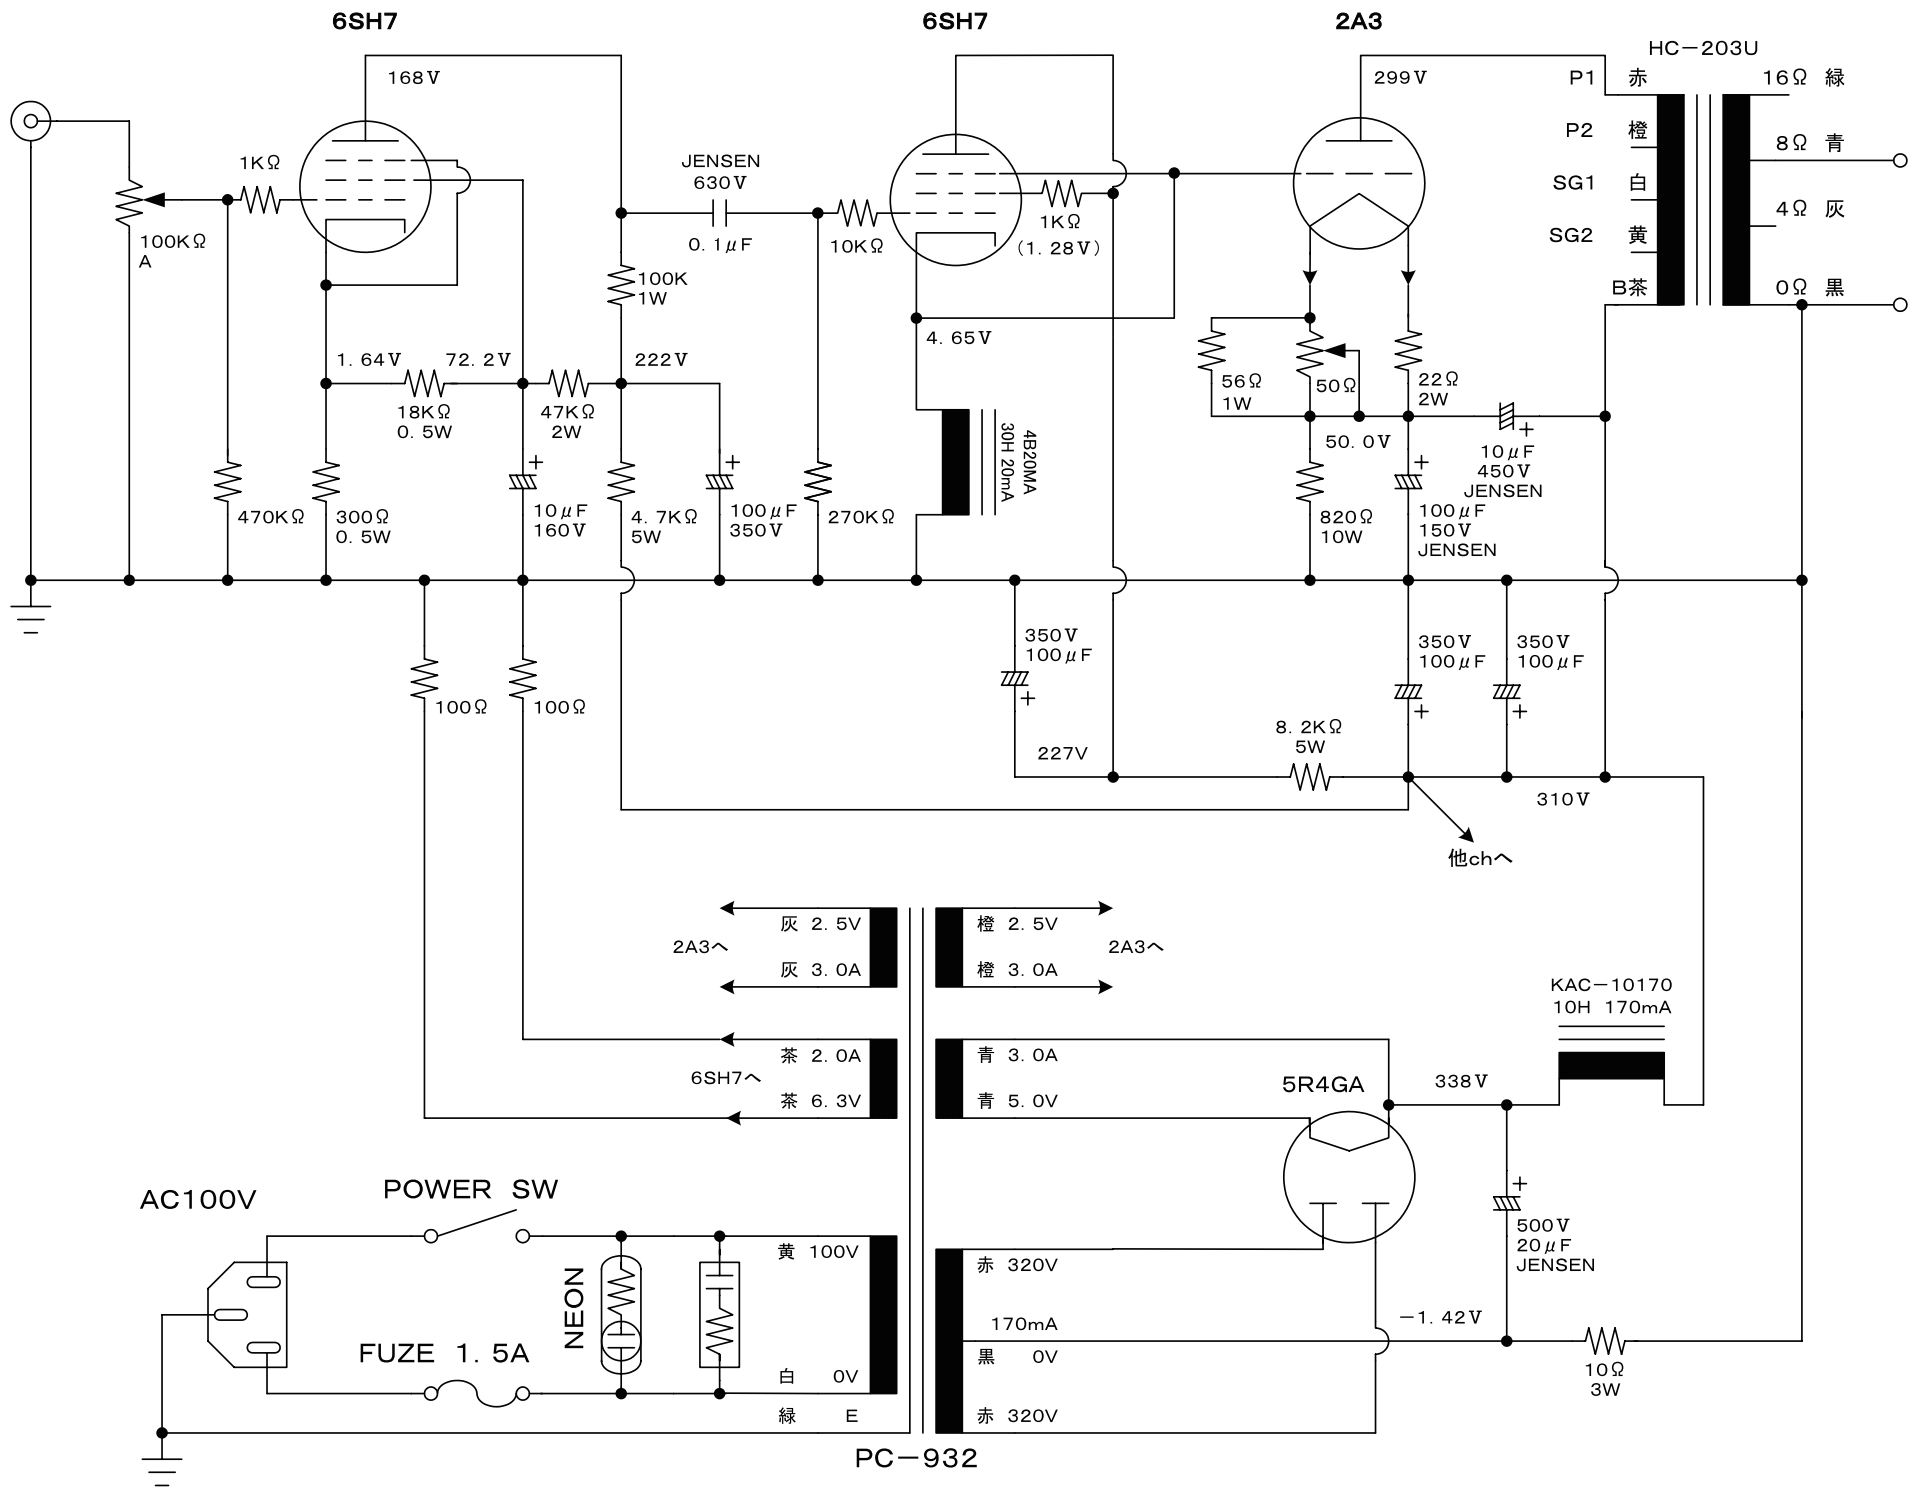 6SH7
6SH7
2A3
HC-203U
168V
299V
P1 赤
16Ω 緑
P2 橙
8Ω 青
1KΩ
JENSEN
630V
0.1μF
SG1 白
4Ω 灰
100KΩ
A
10KΩ
1KΩ
(1.28V)
SG2 黄
100K
1W
B茶
0Ω 黒
1.64V
72.2V
222V
4.65V
18KΩ
0.5W
47KΩ
2W
56Ω
1W
50Ω
22Ω
2W
4B20MA
30H 20mA
50.0V
10μF
450V
JENSEN
470KΩ
300Ω
0.5W
10μF
160V
4.7KΩ
5W
100μF
350V
270KΩ
820Ω
10W
100μF
150V
JENSEN
350V
100μF
350V
100μF
350V
100μF
100Ω
100Ω
8.2KΩ
5W
227V
310V
他chへ
灰 2.5V
2A3へ
灰 3.0A
橙 2.5V
2A3へ
橙 3.0A
茶 2.0A
6SH7へ
茶 6.3V
青 3.0A
青 5.0V
KAC-10170
10H 170mA
5R4GA
338V
AC100V
POWER SW
黄 100V
NEON
FUZE 1.5A
白 0V
緑 E
赤 320V
170mA
黒 0V
赤 320V
-1.42V
500V
20μF
JENSEN
10Ω
3W
PC-932